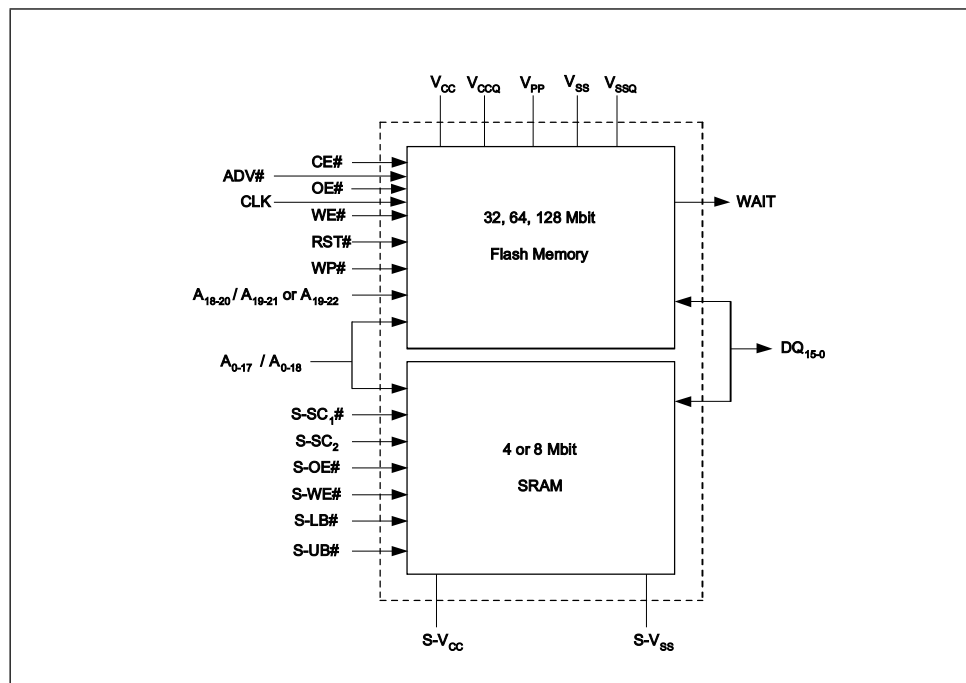 V_CC V_CCQ V_PP V_SS V_SSQ
CE#
ADV#
OE#
CLK
WE#
RST#
WP#
A_18-20 / A_19-21 or A_19-22
A_0-17 / A_0-18
32, 64, 128 Mbit
Flash Memory
WAIT
DQ_15-0
S-SC_1#
S-SC_2
S-OE#
S-WE#
S-LB#
S-UB#
4 or 8 Mbit
SRAM
S-V_CC S-V_SS